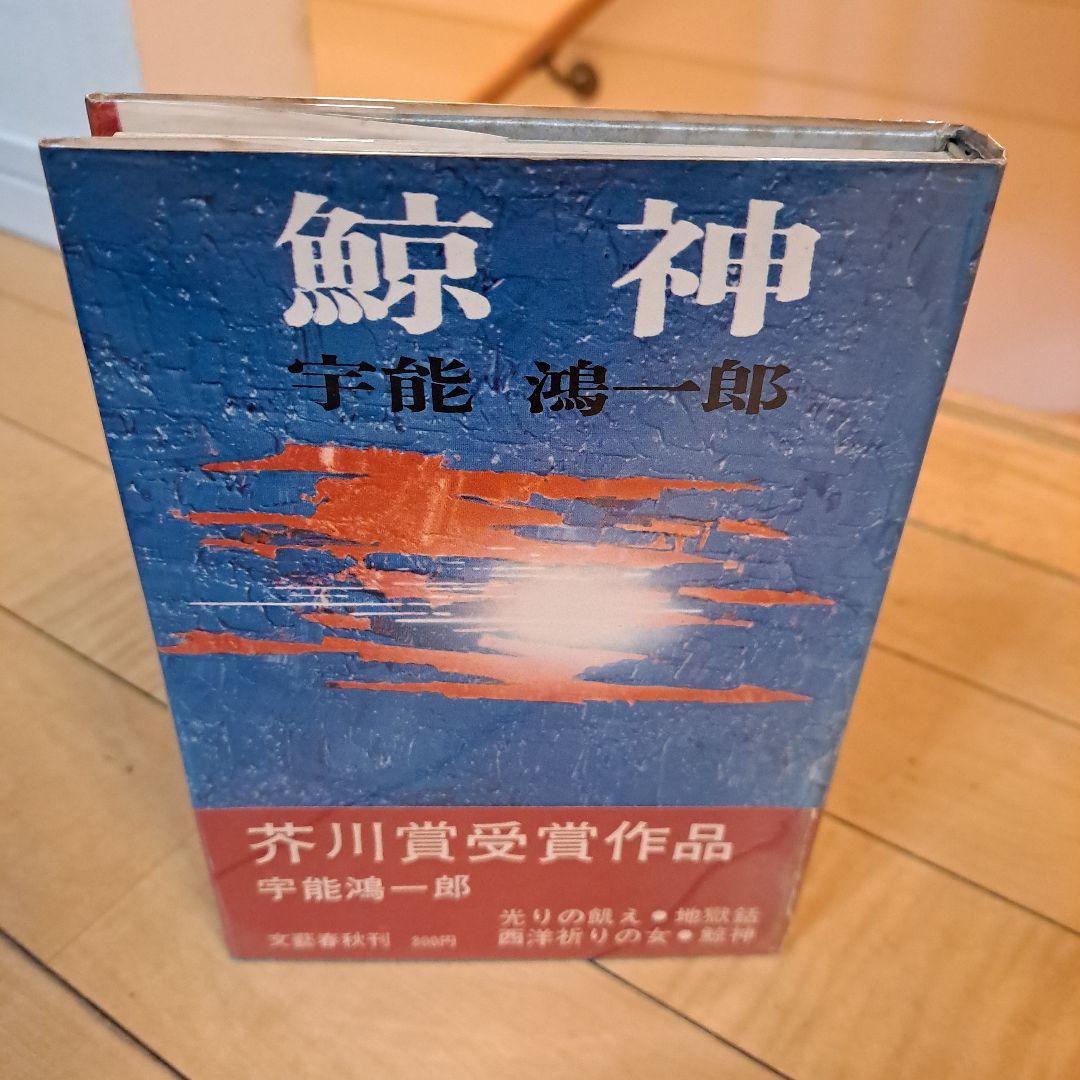 鯨神
宇能 鴻一郎
芥川賞受賞作品
宇能鴻一郎
光りの飢え●地獄話
西洋祈りの女●鯨神
文藝春秋刊 300円